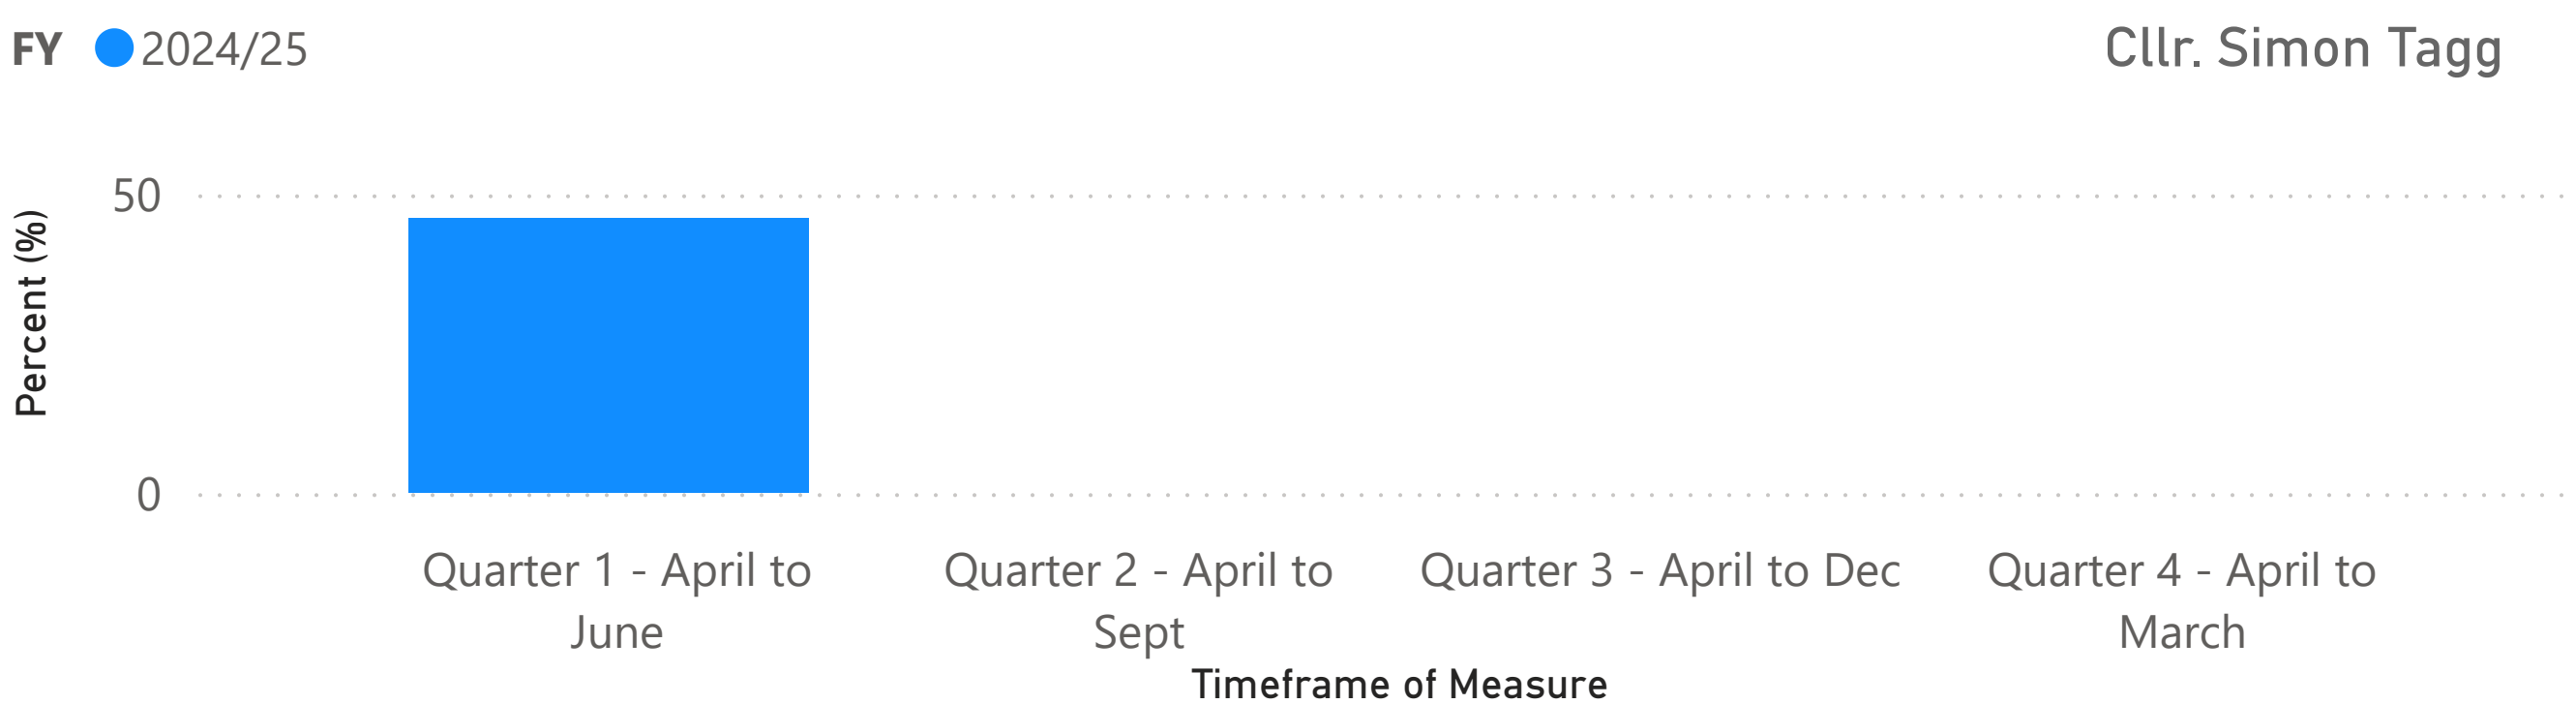 FY 2024/25
Cllr. Simon Tagg
Percent (%)
50
0
Quarter 1 - April to
June
Quarter 2 - April to
Sept
Quarter 3 - April to Dec
Quarter 4 - April to
March
Timeframe of Measure